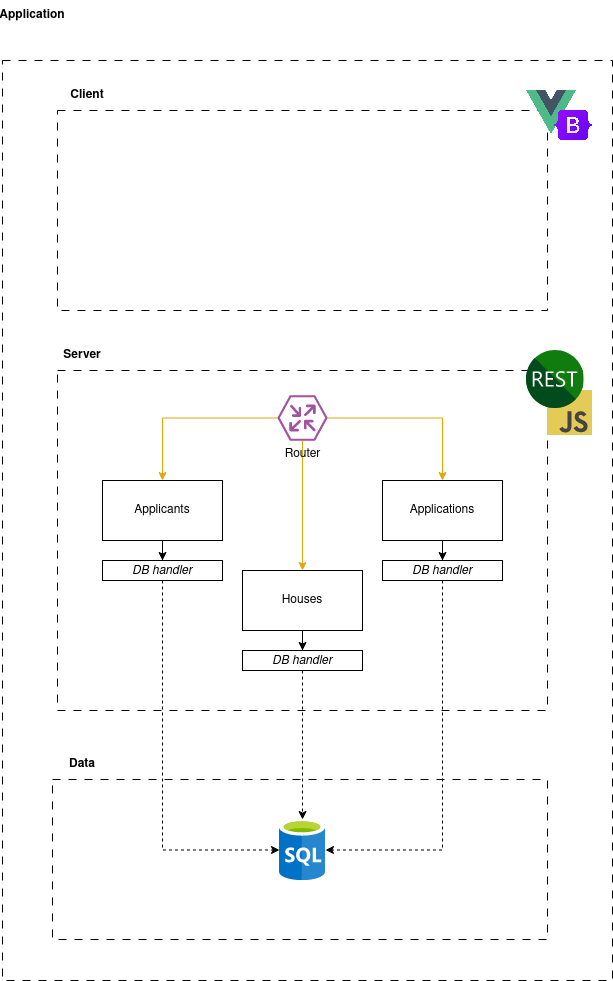 Application
Client
B
Server
REST
JS
Router
Applicants
Applications
DB handler
DB handler
Houses
DB handler
Data
SQL